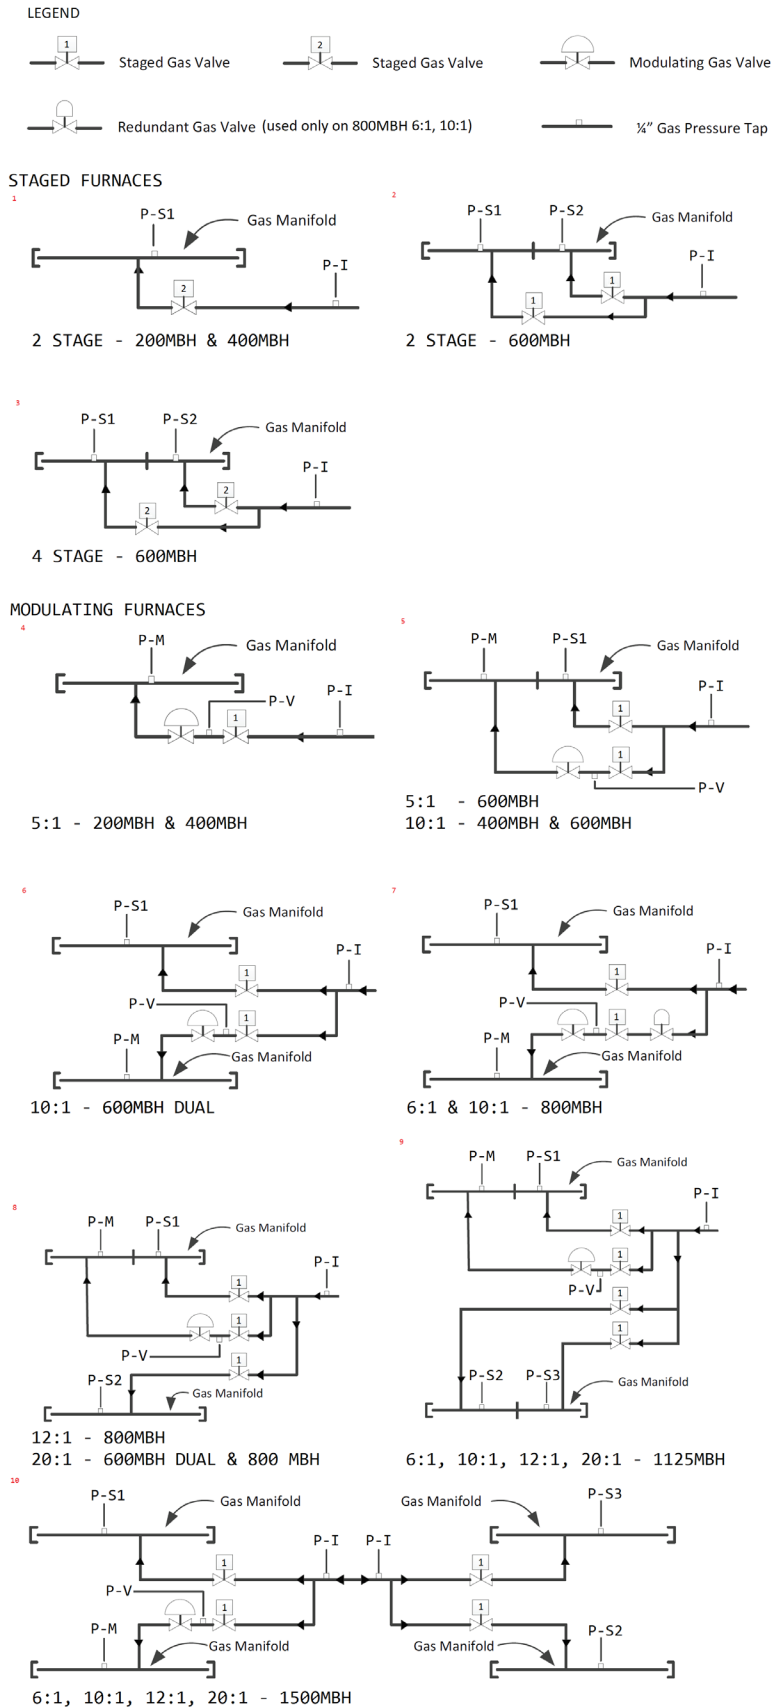 LEGEND
1
Staged Gas Valve
2
Staged Gas Valve
Modulating Gas Valve
Redundant Gas Valve (used only on 800MBH 6:1, 10:1)
¼” Gas Pressure Tap
STAGED FURNACES
1
P-S1
Gas Manifold
P-I
2
2 STAGE - 200MBH & 400MBH
2
P-S1
P-S2
Gas Manifold
P-I
1
1
2 STAGE - 600MBH
3
P-S1
P-S2
Gas Manifold
P-I
2
2
4 STAGE - 600MBH
MODULATING FURNACES
4
P-M
Gas Manifold
P-V
P-I
1
5:1 - 200MBH & 400MBH
5
P-M
P-S1
Gas Manifold
P-I
1
1
P-V
5:1 - 600MBH
10:1 - 400MBH & 600MBH
6
P-S1
Gas Manifold
P-I
1
P-V
1
P-M
Gas Manifold
10:1 - 600MBH DUAL
7
P-S1
Gas Manifold
P-I
1
P-V
1
P-M
Gas Manifold
6:1 & 10:1 - 800MBH
8
P-M
P-S1
Gas Manifold
P-I
1
1
P-V
1
P-S2
Gas Manifold
12:1 - 800MBH
20:1 - 600MBH DUAL & 800 MBH
9
P-M
P-S1
Gas Manifold
P-I
1
1
P-V
1
1
P-S2
P-S3
Gas Manifold
6:1, 10:1, 12:1, 20:1 - 1125MBH
10
P-S1
Gas Manifold
Gas Manifold
P-S3
P-I
P-I
1
1
P-V
1
1
P-M
Gas Manifold
Gas Manifold
P-S2
6:1, 10:1, 12:1, 20:1 - 1500MBH